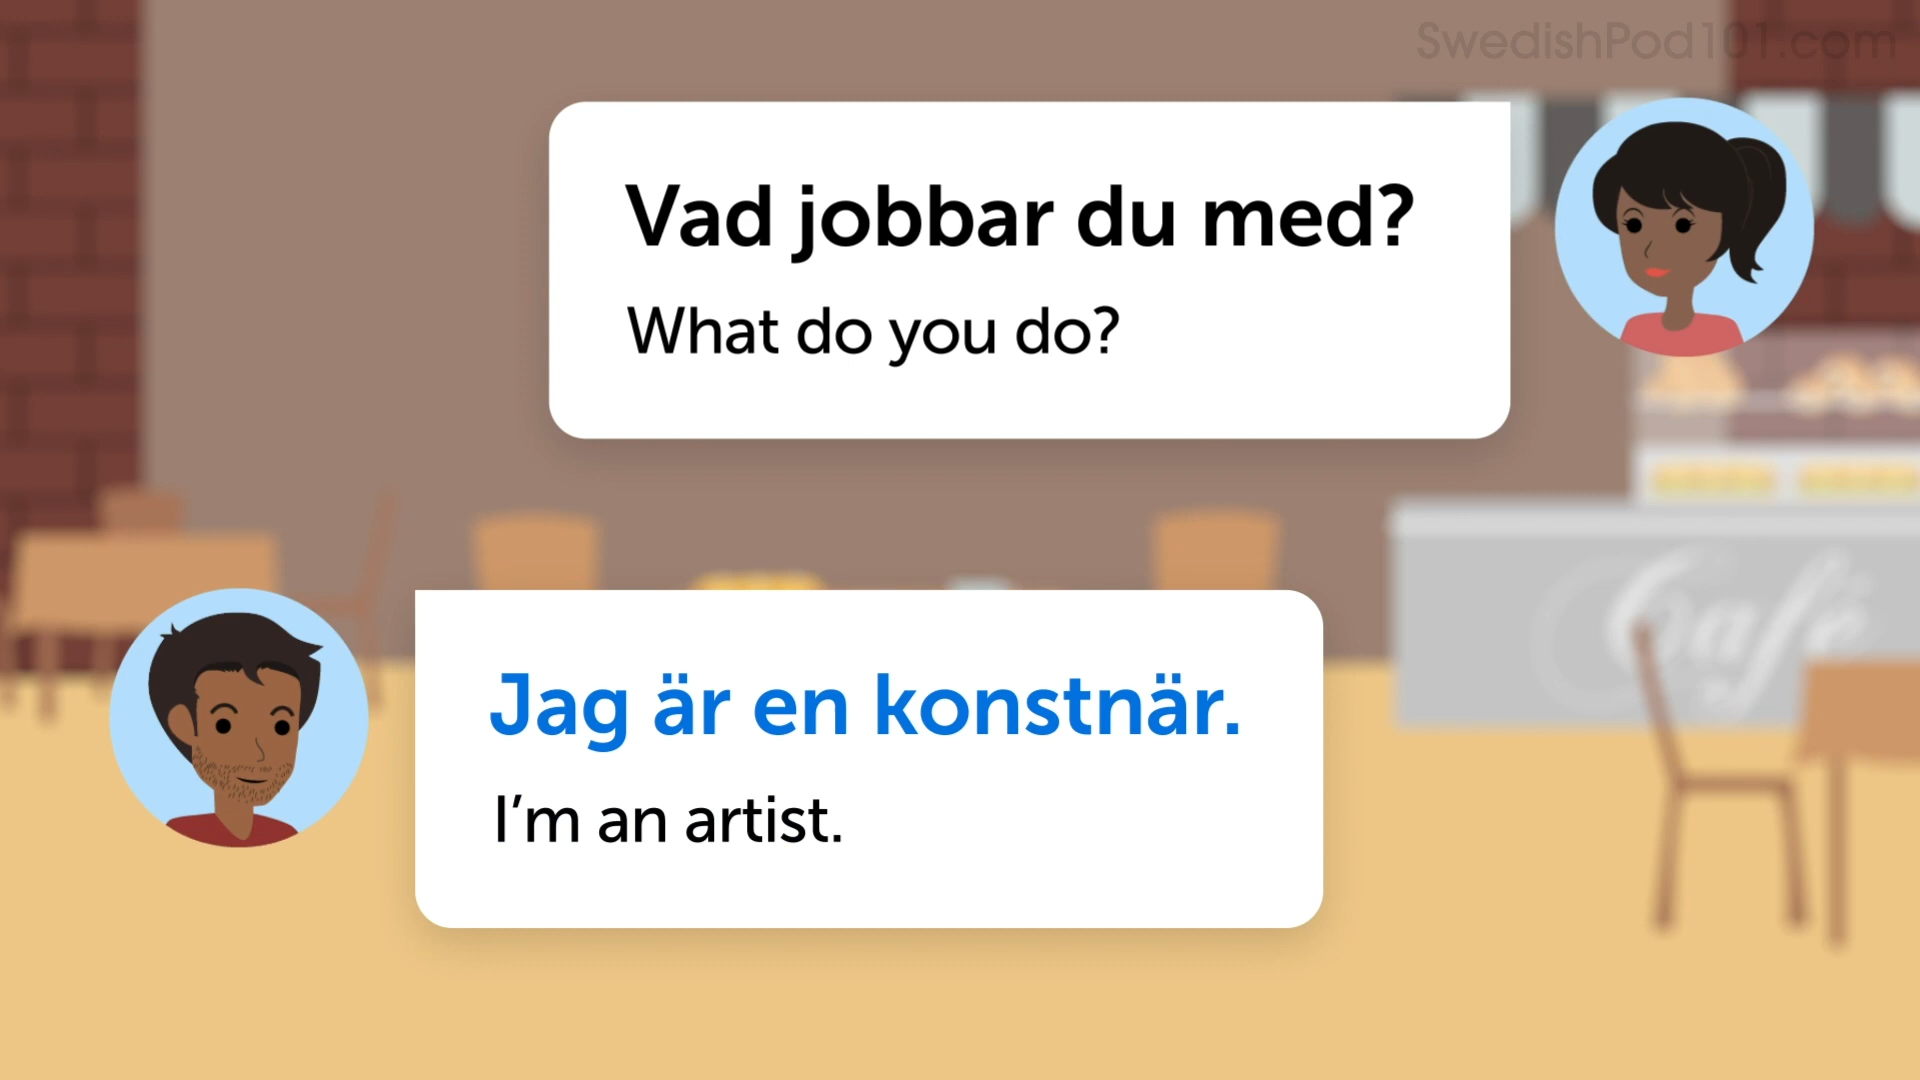 SwedishPod101.com
Vad jobbar du med?
What do you do?
Jag är en konstnär.
I'm an artist.
Café